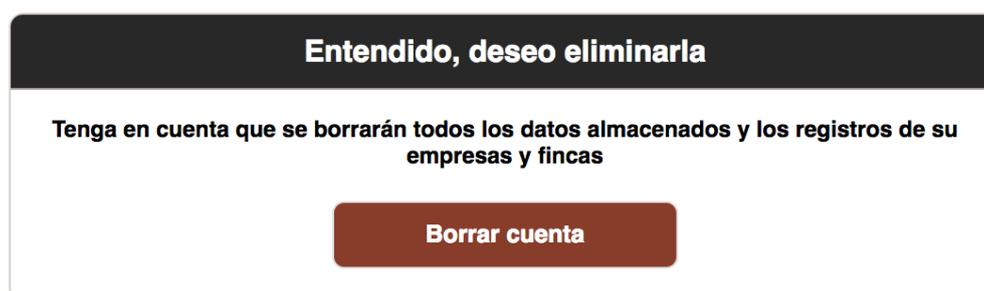 Entendido, deseo eliminarla
Tenga en cuenta que se borrarán todos los datos almacenados y los registros de su
empresas y fincas
Borrar cuenta